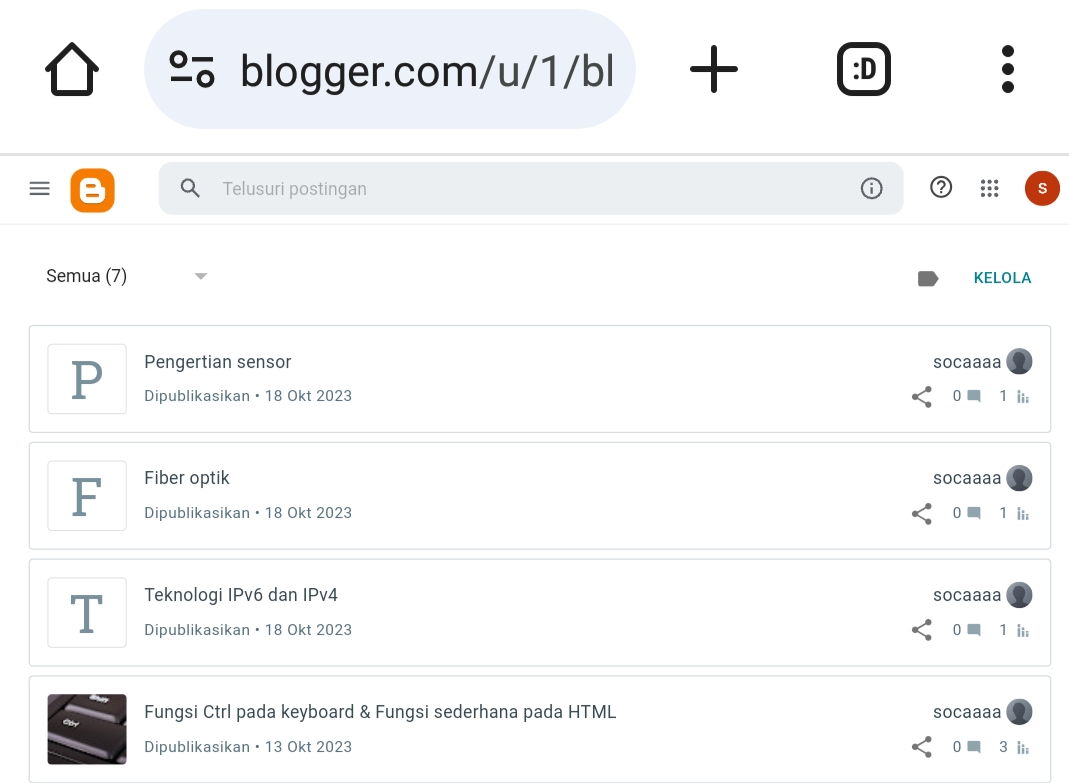 :D
blogger.com/u/1/bl
Telusuri postingan
S
Semua (7)
KELOLA
P
Pengertian sensor
socaaaa
Dipublikasikan • 18 Okt 2023
0 1
F
Fiber optik
socaaaa
Dipublikasikan • 18 Okt 2023
0 1
T
Teknologi IPv6 dan IPv4
socaaaa
Dipublikasikan • 18 Okt 2023
0 1
Ctrl
Fungsi Ctrl pada keyboard & Fungsi sederhana pada HTML
socaaaa
Dipublikasikan • 13 Okt 2023
0 3